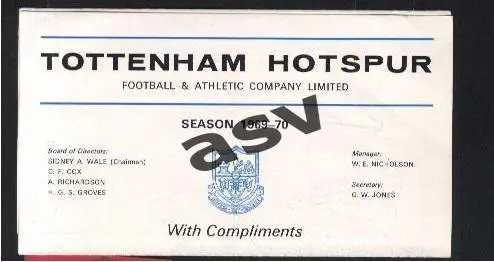 TOTTENHAM HOTSPUR
FOOTBALL & ATHLETIC COMPANY LIMITED
SEASON 1969-70
asv
Board of Directors:
SIDNEY A. WALE (Chairman)
C. F. COX
A. RICHARDSON
H. G. S. GROVES
Manager:
W. E. NICHOLSON.
Secretary:
G. W. JONES
With Compliments